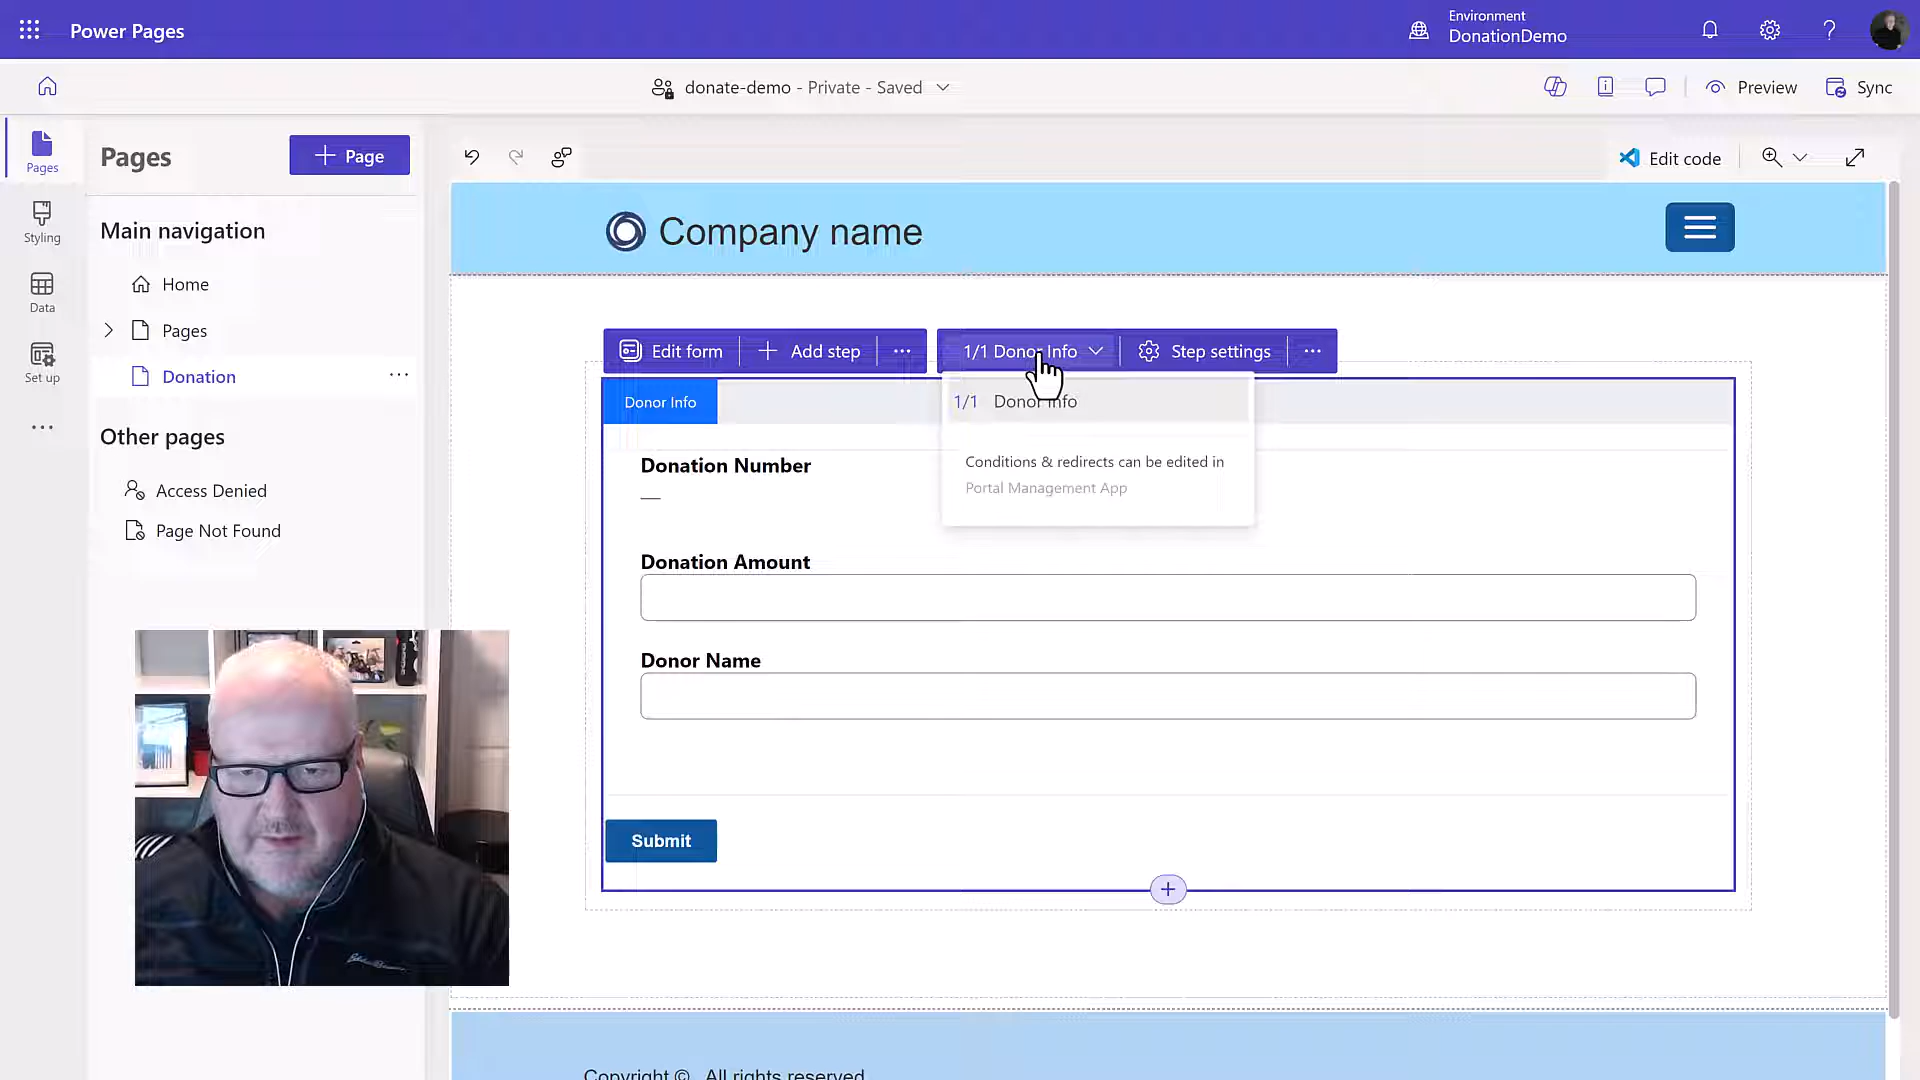 Power Pages
Environment
DonationDemo
donate-demo - Private - Saved
Preview
Sync
Pages
Styling
Data
Set up
Pages
Page
Main navigation
Home
Pages
Donation
Other pages
Access Denied
Page Not Found
Edit code
Company name
Edit form
Add step
1/1 Donor Info
Step settings
Donor Info
1/1 Donor Info
Conditions & redirects can be edited in
Portal Management App
Donation Number
—
Donation Amount
Donor Name
Submit
Copyright © . All rights reserved.